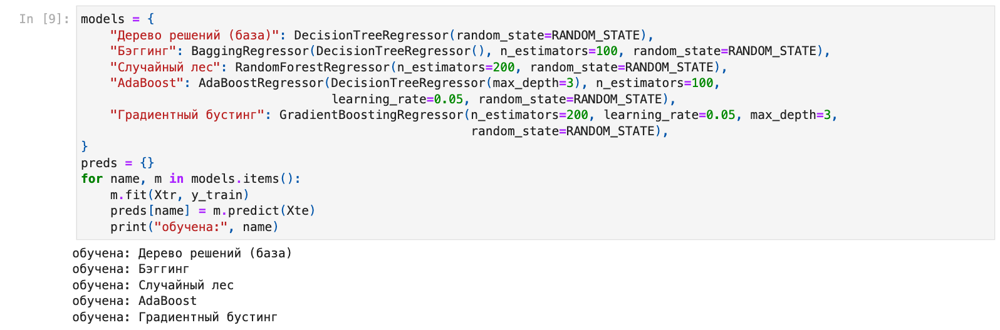 In [9]: models = {
    "Дерево решений (база)": DecisionTreeRegressor(random_state=RANDOM_STATE),
    "Бэггинг": BaggingRegressor(DecisionTreeRegressor(), n_estimators=100, random_state=RANDOM_STATE),
    "Случайный лес": RandomForestRegressor(n_estimators=200, random_state=RANDOM_STATE),
    "AdaBoost": AdaBoostRegressor(DecisionTreeRegressor(max_depth=3), n_estimators=100,
                                  learning_rate=0.05, random_state=RANDOM_STATE),
    "Градиентный бустинг": GradientBoostingRegressor(n_estimators=200, learning_rate=0.05, max_depth=3,
                                                     random_state=RANDOM_STATE),
}
preds = {}
for name, m in models.items():
    m.fit(Xtr, y_train)
    preds[name] = m.predict(Xte)
    print("обучена:", name)
обучена: Дерево решений (база)
обучена: Бэггинг
обучена: Случайный лес
обучена: AdaBoost
обучена: Градиентный бустинг